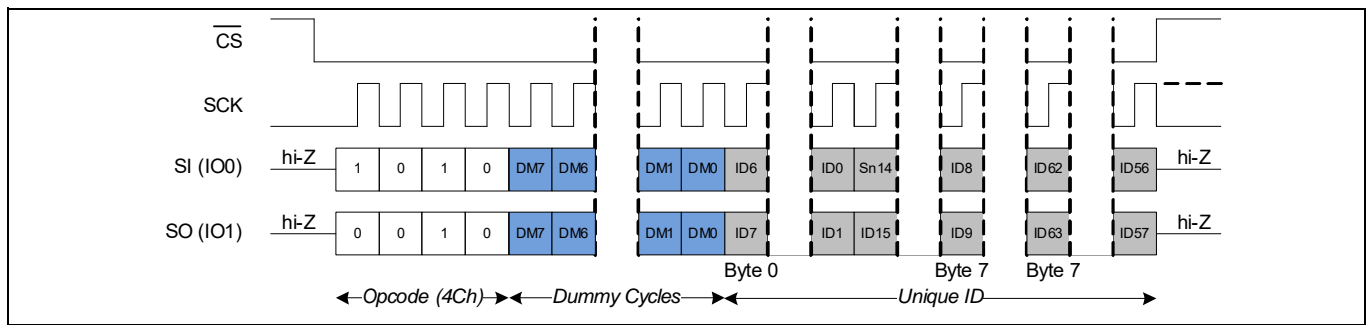 CS
SCK
SI (IO0) hi-Z 1 0 1 0 DM7 DM6 DM1 DM0 ID6 ID0 Sn14 ID8 ID62 ID56 hi-Z
SO (IO1) hi-Z 0 0 1 0 DM7 DM6 DM1 DM0 ID7 ID1 ID15 ID9 ID63 ID57 hi-Z
Byte 0 Byte 7 Byte 7
Opcode (4Ch) Dummy Cycles Unique ID